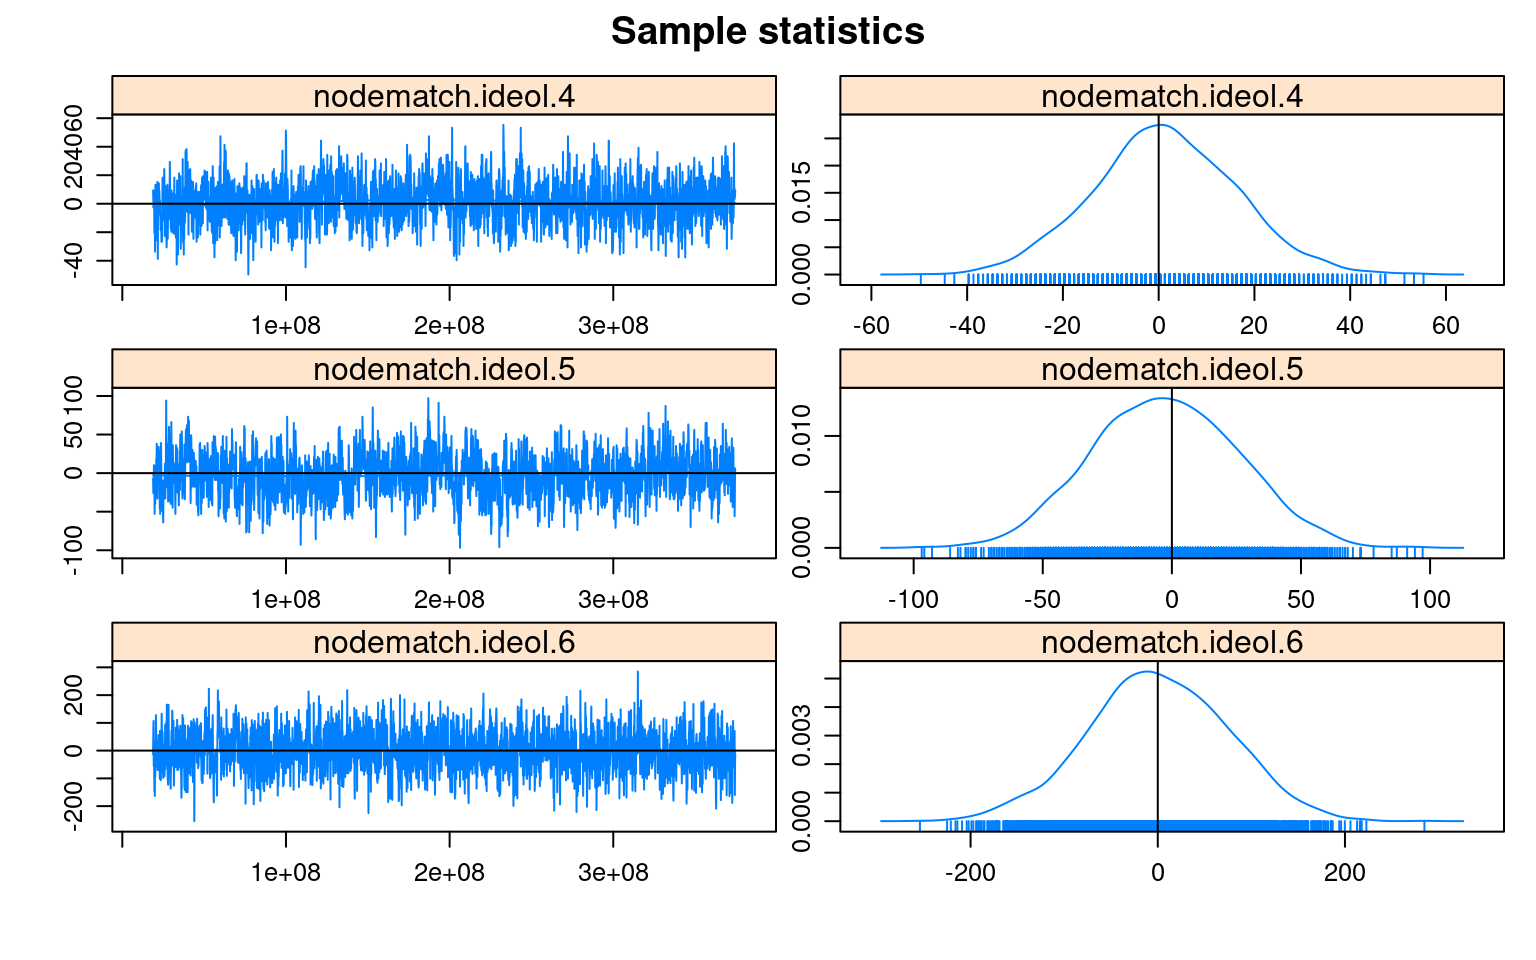 Sample statistics
nodematch.ideol.4
-40 0 20 40 60
1e+08 2e+08 3e+08
nodematch.ideol.4
0.000 0.015
-60 -40 -20 0 20 40 60
nodematch.ideol.5
-100 0 50 100
1e+08 2e+08 3e+08
nodematch.ideol.5
0.000 0.010
-100 -50 0 50 100
nodematch.ideol.6
-200 0 200
1e+08 2e+08 3e+08
nodematch.ideol.6
0.000 0.003
-200 0 200